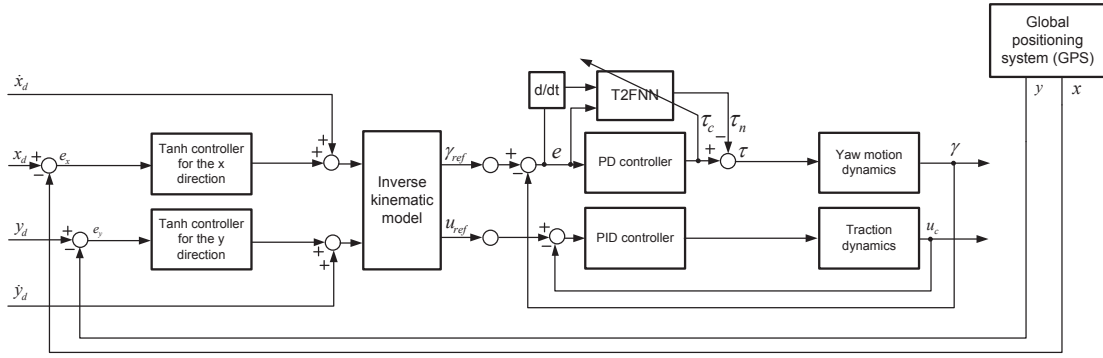 Global
positioning
system (GPS)
y x
ẋ_d
d/dt
T2FNN
τ_c
τ_n
x_d
e_x
Tanh controller
for the x
direction
γ_ref
e
PD controller
τ
Yaw motion
dynamics
γ
Inverse
kinematic
model
y_d
e_y
Tanh controller
for the y
direction
u_ref
PID controller
Traction
dynamics
u_c
ẏ_d